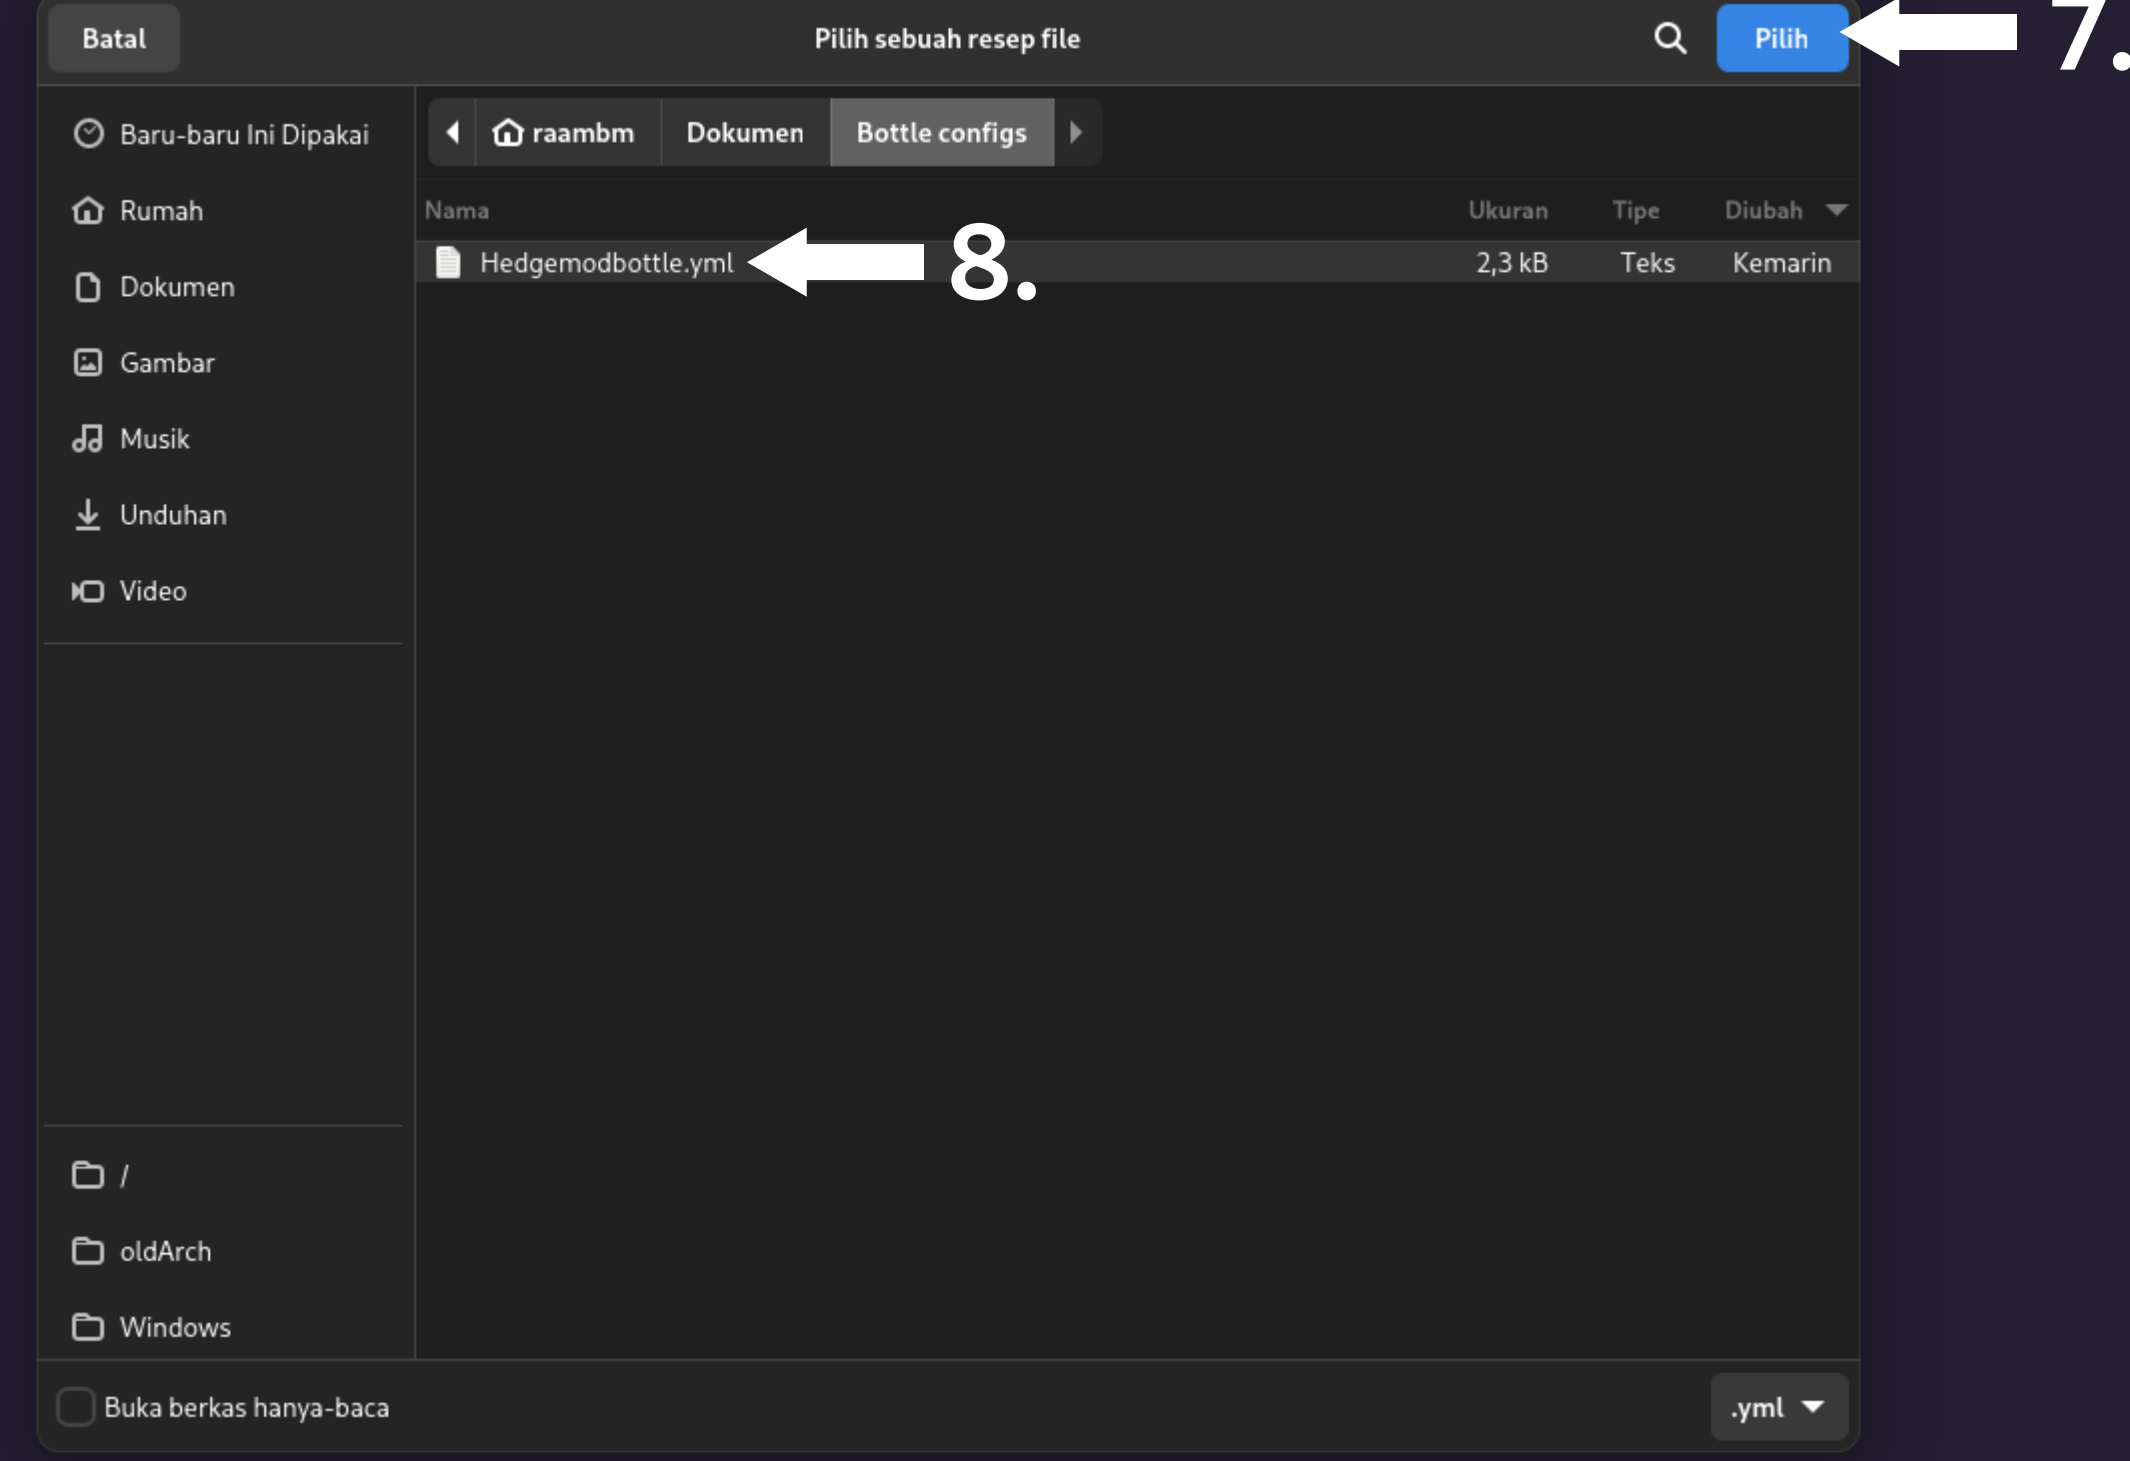 Batal
Pilih sebuah resep file
Pilih
7.
Baru-baru Ini Dipakai
Rumah
Dokumen
Gambar
Musik
Unduhan
Video
/
oldArch
Windows
raambm Dokumen Bottle configs
Nama Ukuran Tipe Diubah
Hedgemodbottle.yml 8. 2,3 kB Teks Kemarin
Buka berkas hanya-baca
.yml